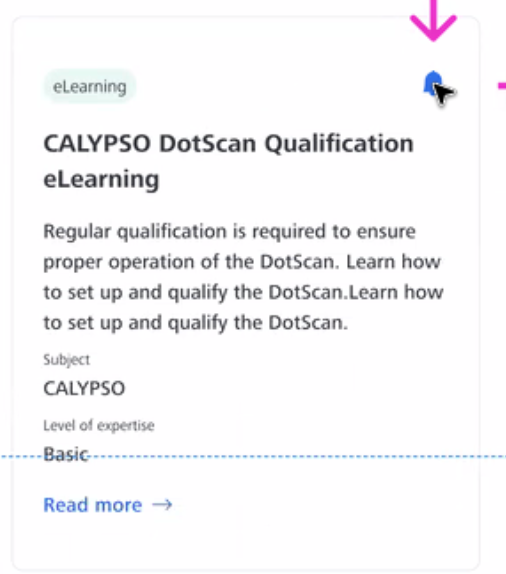 eLearning
CALYPSO DotScan Qualification
eLearning
Regular qualification is required to ensure
proper operation of the DotScan. Learn how
to set up and qualify the DotScan.Learn how
to set up and qualify the DotScan.
Subject
CALYPSO
Level of expertise
Basic
Read more →